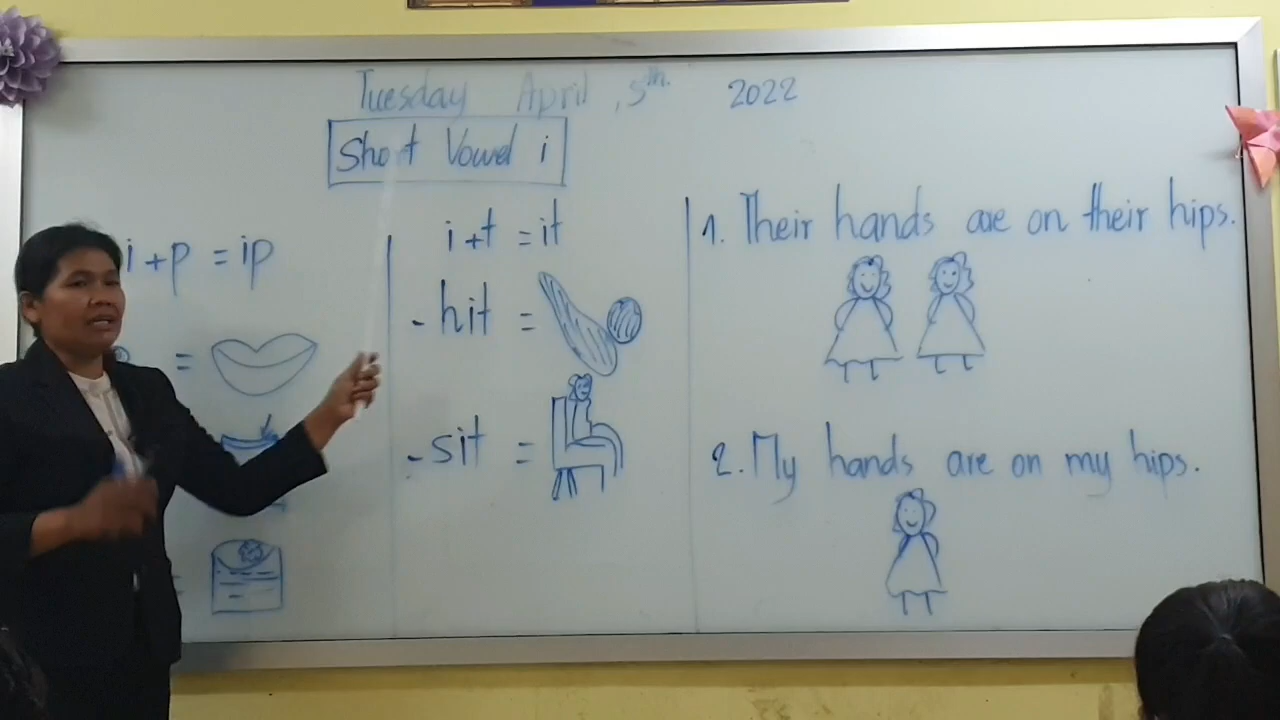 Tuesday April, 5th. 2022
Short Vowel i
i + p = ip
=
i + t = it
- hit =
- sit =
1. Their hands are on their hips.
2. My hands are on my hips.